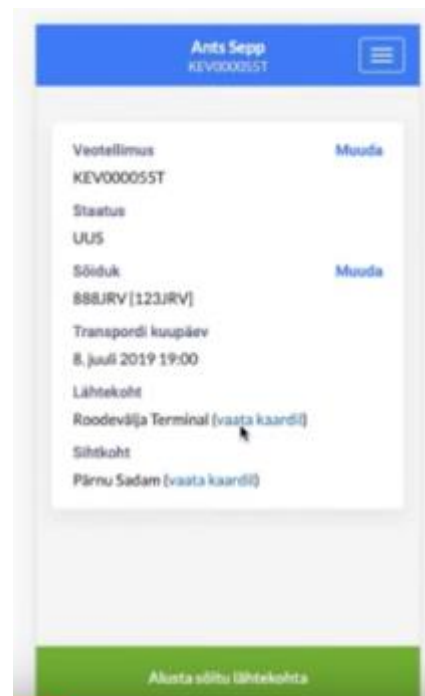 Ants Sepp
KEV000055T
Veotellimus Muuda
KEV000055T
Staatus
UUS
Sõiduk Muuda
888JRV [123JRV]
Transpordi kuupäev
8. juuli 2019 19:00
Lähtekoht
Roodevälja Terminal (vaata kaardil)
Sihtkoht
Pärnu Sadam (vaata kaardil)
Alusta sõitu lähtekohta